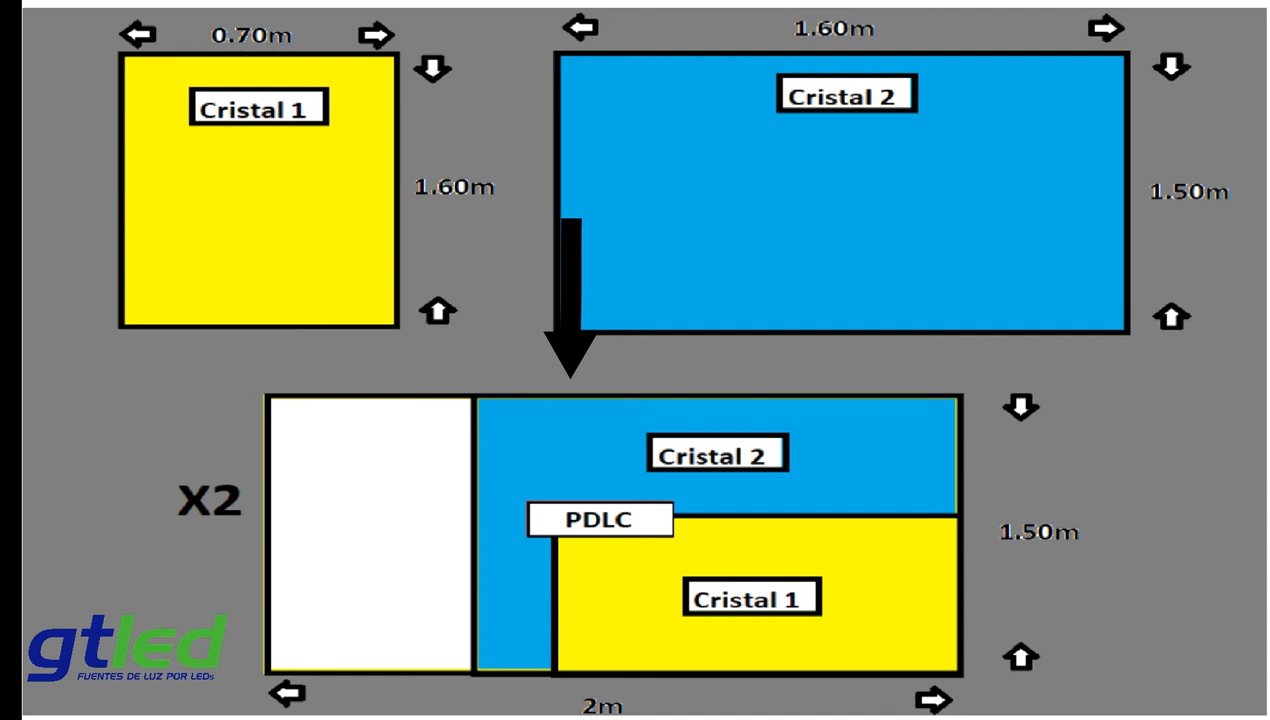 0.70m
1.60m
Cristal 1
Cristal 2
1.60m
1.50m
Cristal 2
X2
PDLC
1.50m
Cristal 1
gtled
FUENTES DE LUZ POR LEDs
2m